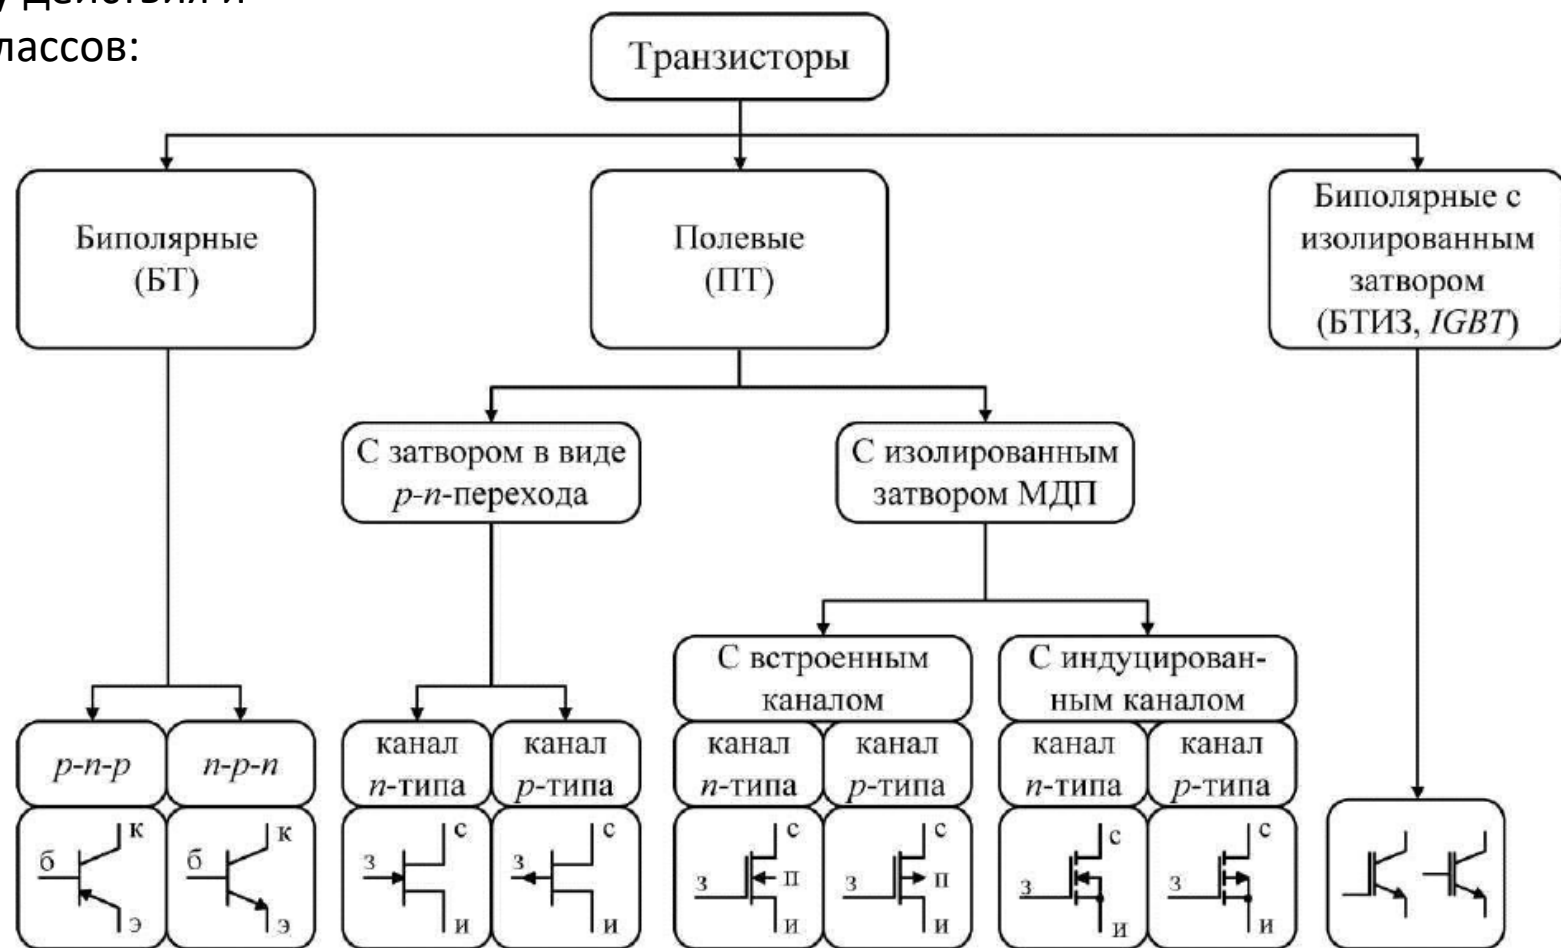 у действия и
лассов:
Транзисторы
Биполярные
(БТ)
Полевые
(ПТ)
Биполярные с
изолированным
затвором
(БТИЗ, IGBT)
С затвором в виде
p-n-перехода
С изолированным
затвором МДП
С встроенным
каналом
С индуцирован-
ным каналом
p-n-p
n-p-n
канал
n-типа
канал
p-типа
канал
n-типа
канал
p-типа
канал
n-типа
канал
p-типа
б
к
э
б
к
э
з
с
и
з
с
и
з
с
п
и
з
с
п
и
з
с
и
з
с
и